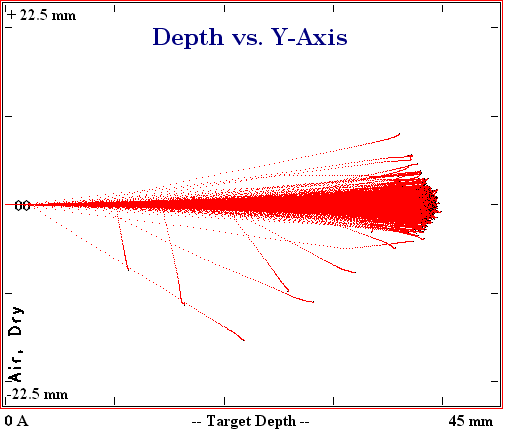 + 22.5 mm
Depth vs. Y-Axis
00
Air, Dry
-22.5 mm
0 A
-- Target Depth --
45 mm